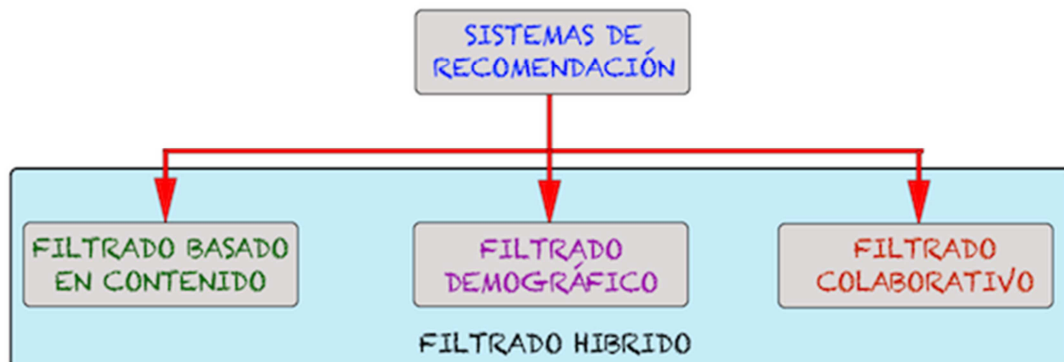 SISTEMAS DE
RECOMENDACIÓN
FILTRADO BASADO
EN CONTENIDO
FILTRADO
DEMOGRÁFICO
FILTRADO
COLABORATIVO
FILTRADO HIBRIDO